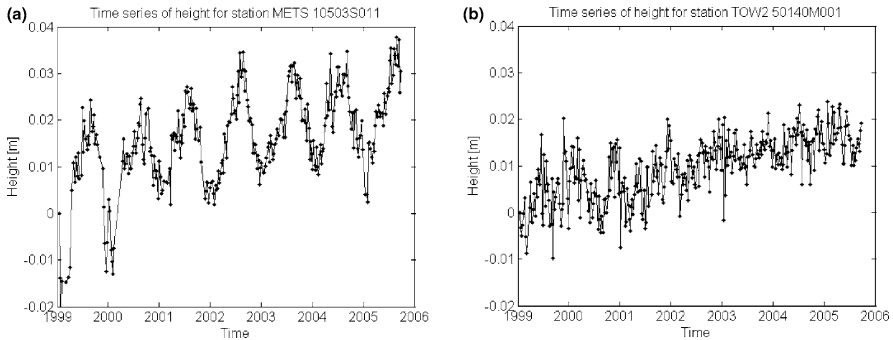 (a)
Time series of height for station METS 10503S011
0.04
0.03
0.02
0.01
0
-0.01
-0.02
Height [m]
1999 2000 2001 2002 2003 2004 2005 2006
Time
(b)
Time series of height for station TOW2 50140M001
0.04
0.03
0.02
0.01
0
-0.01
-0.02
Height [m]
1999 2000 2001 2002 2003 2004 2005 2006
Time